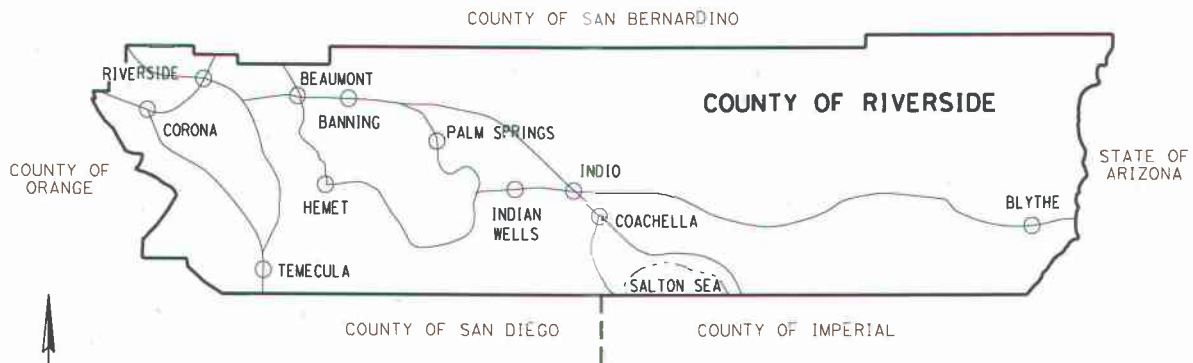 COUNTY OF SAN BERNARDINO
RIVERSIDE
BEAUMONT
COUNTY OF RIVERSIDE
CORONA
BANNING
PALM SPRINGS
COUNTY OF
ORANGE
STATE OF
ARIZONA
INDIO
HEMET
INDIAN
WELLS
COACHELLA
BLYTHE
TEMECULA
SALTON SEA
COUNTY OF SAN DIEGO
COUNTY OF IMPERIAL